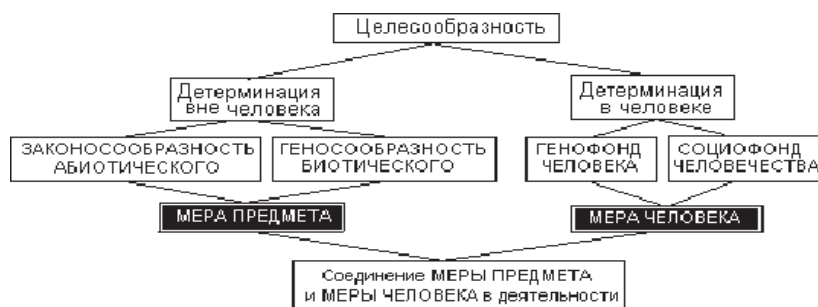 Целесообразность
Детерминация
вне человека
Детерминация
в человеке
ЗАКОНОСООБРАЗНОСТЬ
АБИОТИЧЕСКОГО
ГЕНОСООБРАЗНОСТЬ
БИОТИЧЕСКОГО
ГЕНОФОНД
ЧЕЛОВЕКА
СОЦИОФОНД
ЧЕЛОВЕЧЕСТВА
МЕРА ПРЕДМЕТА
МЕРА ЧЕЛОВЕКА
Соединение МЕРЫ ПРЕДМЕТА
и МЕРЫ ЧЕЛОВЕКА в деятельности